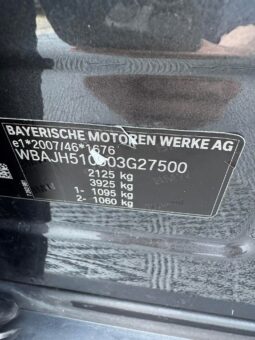 BAYERISCHE MOTOREN WERKE AG
e1*2007/46*1676
2125 kg
3925 kg
1- 1095 kg
2- 1060 kg